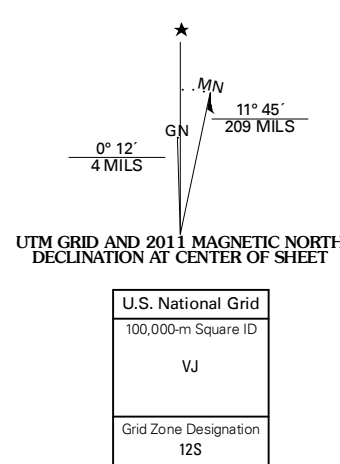 ★
MN
GN
11° 45´
209 MILS
0° 12´
4 MILS
UTM GRID AND 2011 MAGNETIC NORTH
DECLINATION AT CENTER OF SHEET
U.S. National Grid
100,000-m Square ID
VJ
Grid Zone Designation
12S